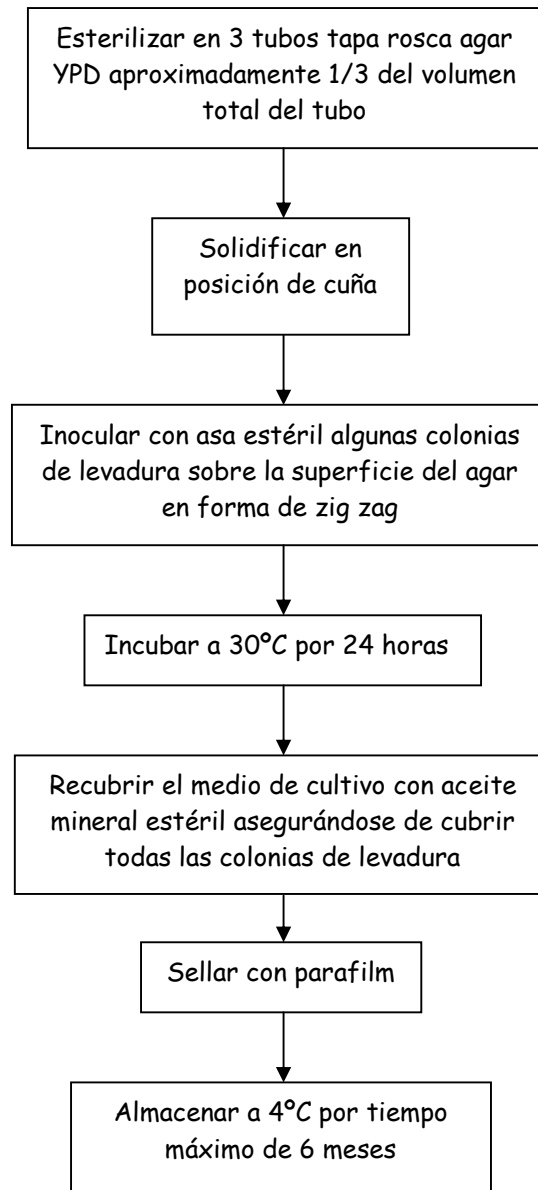 Esterilizar en 3 tubos tapa rosca agar
YPD aproximadamente 1/3 del volumen
total del tubo
Solidificar en
posición de cuña
Inocular con asa estéril algunas colonias
de levadura sobre la superficie del agar
en forma de zig zag
Incubar a 30ºC por 24 horas
Recubrir el medio de cultivo con aceite
mineral estéril asegurándose de cubrir
todas las colonias de levadura
Sellar con parafilm
Almacenar a 4ºC por tiempo
máximo de 6 meses